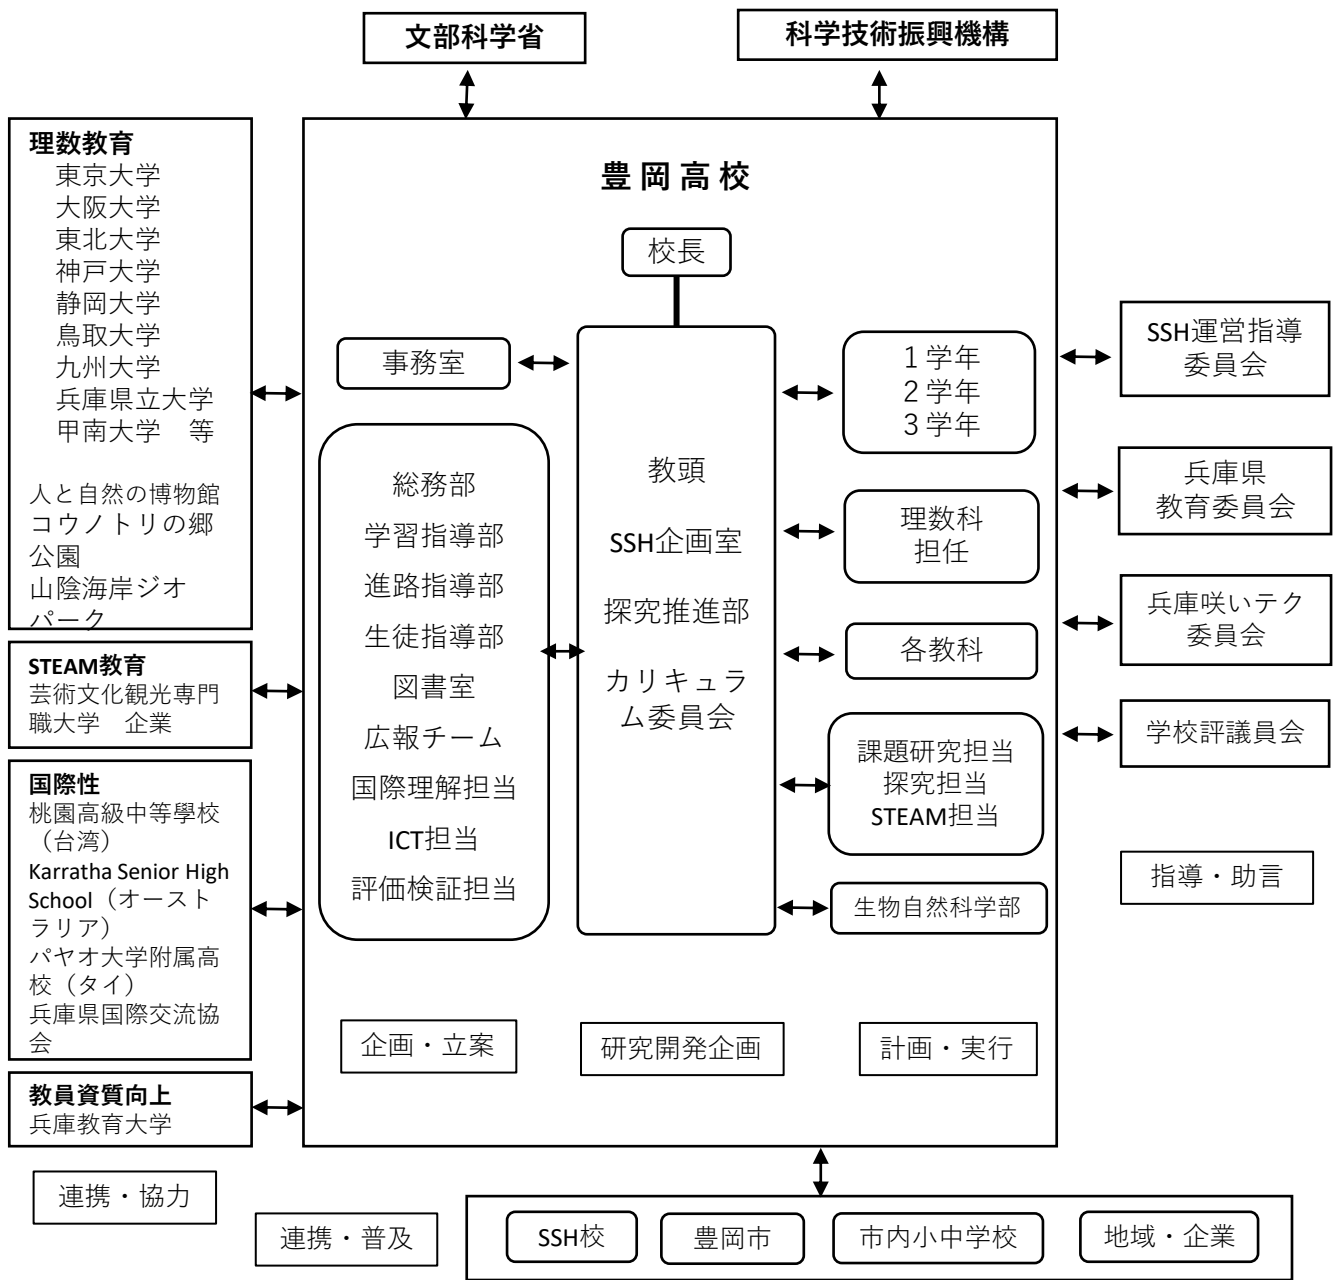 文部科学省
科学技術振興機構
理数教育
東京大学
大阪大学
東北大学
神戸大学
静岡大学
鳥取大学
九州大学
兵庫県立大学
甲南大学　等
人と自然の博物館
コウノトリの郷
公園
山陰海岸ジオ
パーク
STEAM教育
芸術文化観光専門
職大学　企業
国際性
桃園高級中等學校
（台湾）
Karratha Senior High
School（オースト
ラリア）
パヤオ大学附属高
校（タイ）
兵庫県国際交流協
会
教員資質向上
兵庫教育大学
連携・協力
豊岡高校
校長
事務室
総務部
学習指導部
進路指導部
生徒指導部
図書室
広報チーム
国際理解担当
ICT担当
評価検証担当
企画・立案
教頭
SSH企画室
探究推進部
カリキュラ
ム委員会
研究開発企画
１学年
２学年
３学年
理数科
担任
各教科
課題研究担当
探究担当
STEAM担当
生物自然科学部
計画・実行
SSH運営指導
委員会
兵庫県
教育委員会
兵庫咲いテク
委員会
学校評議員会
指導・助言
連携・普及
SSH校
豊岡市
市内小中学校
地域・企業